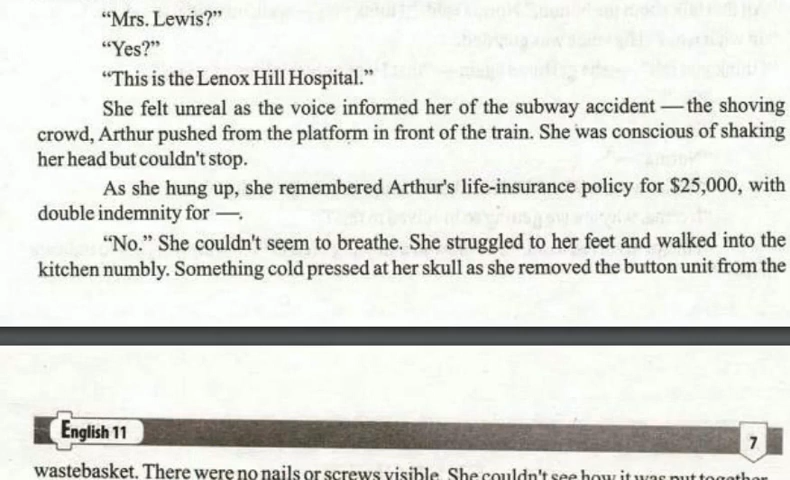 “Mrs. Lewis?”
“Yes?”
“This is the Lenox Hill Hospital.”
She felt unreal as the voice informed her of the subway accident — the shoving
crowd, Arthur pushed from the platform in front of the train. She was conscious of shaking
her head but couldn't stop.
As she hung up, she remembered Arthur's life-insurance policy for $25,000, with
double indemnity for —.
“No.” She couldn't seem to breathe. She struggled to her feet and walked into the
kitchen numbly. Something cold pressed at her skull as she removed the button unit from the
English 11
7
wastebasket. There were no nails or screws visible. She couldn't see how it was put together.